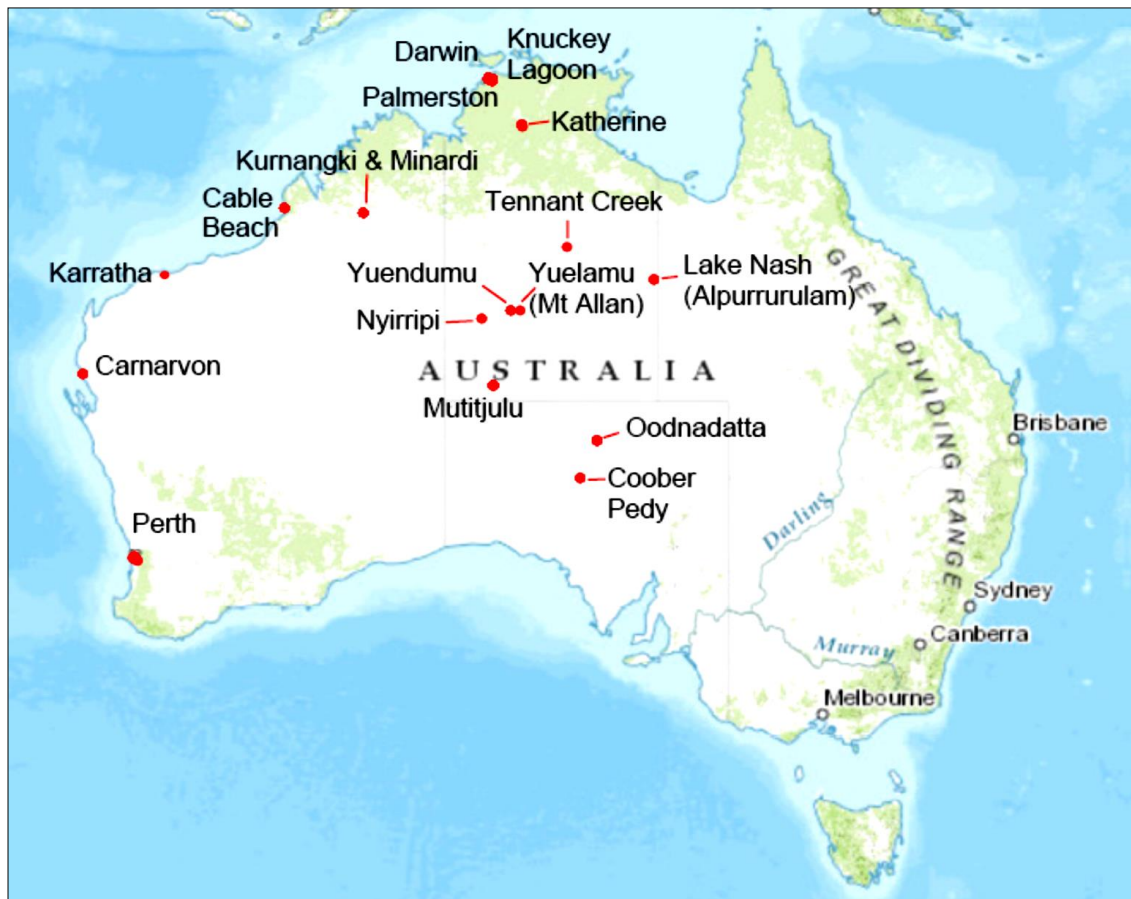 Darwin
Knuckey
Lagoon
Palmerston
Katherine
Kurnangki & Minardi
Cable
Beach
Tennant Creek
Karratha
Yuendumu
Yuelamu
(Mt Allan)
Lake Nash
(Alpurrurulam)
Nyirripi
Carnarvon
AUSTRALIA
Mutitjulu
GREAT DIVIDING RANGE
Oodnadatta
Brisbane
Coober
Pedy
Darling
Perth
Sydney
Canberra
Murray
Melbourne